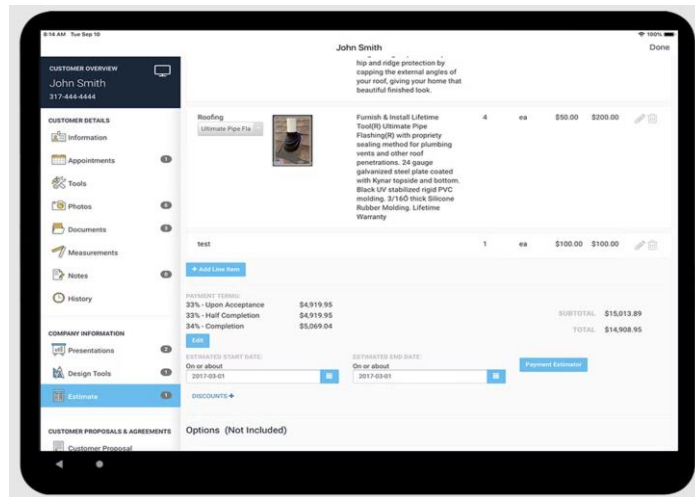 8:14 AM Tue Sep 10
100%
John Smith
Done
CUSTOMER OVERVIEW
John Smith
317-444-4444
CUSTOMER DETAILS
Information
Appointments
Tools
Photos
Documents
Measurements
Notes
History
COMPANY INFORMATION
Presentations
Design Tools
Estimate
CUSTOMER PROPOSALS & AGREEMENTS
Customer Proposal
hip and ridge protection by
capping the external angles of
your roof, giving your home that
beautiful finished look.
Roofing
Ultimate Pipe Fla
Furnish & Install Lifetime
Tool(R) Ultimate Pipe
Flashing(R) with propriety
sealing method for plumbing
vents and other roof
penetrations. 24 gauge
galvanized steel plate coated
with Kynar topside and bottom.
Black UV stabilized rigid PVC
molding. 3/16Ö thick Silicone
Rubber Molding. Lifetime
Warranty
4 ea $50.00 $200.00
test 1 ea $100.00 $100.00
+ Add Line Item
PAYMENT TERMS:
33% - Upon Acceptance $4,919.95
33% - Half Completion $4,919.95
34% - Completion $5,069.04
Edit
SUBTOTAL $15,013.89
TOTAL $14,908.95
ESTIMATED START DATE:
On or about
2017-03-01
ESTIMATED END DATE:
On or about
2017-03-01
Payment Estimator
DISCOUNTS +
Options (Not Included)